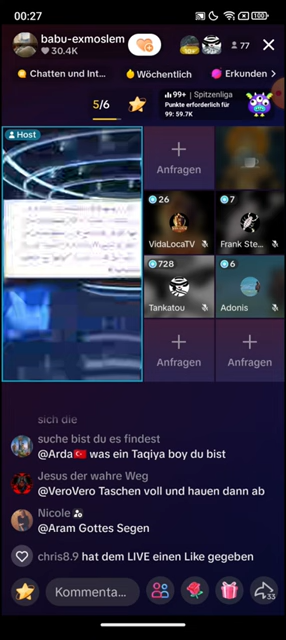 00:27
100
babu-exmoslem
30.4K
77
Chatten und Int...
Wöchentlich
Erkunden
5/6
99+ | Spitzenliga
Punkte erforderlich für
99: 59.7K
Host
Anfragen
26
VidaLocaTV
7
Frank Ste...
728
Tankatou
6
Adonis
Anfragen
Anfragen
sich die
suche bist du es findest
@Arda🇹🇷 was ein Taqiya boy du bist
Jesus der wahre Weg
@VeroVero Taschen voll und hauen dann ab
Nicole
@Aram Gottes Segen
chris8.9 hat dem LIVE einen Like gegeben
Kommenta...
33